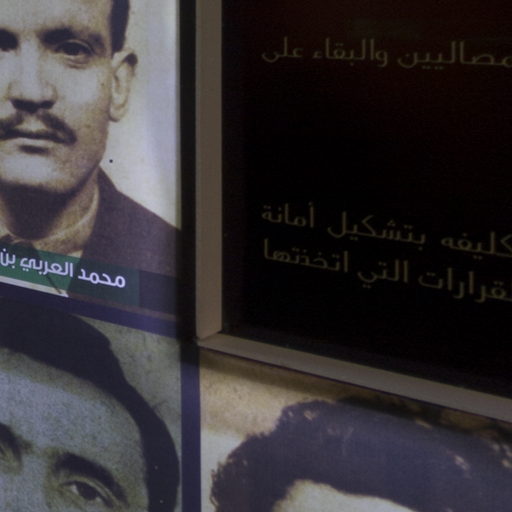 مصاليين والبقاء على
كليفه بتشكيل أمانة
لقرارات التي اتخذتها
محمد العربي بن